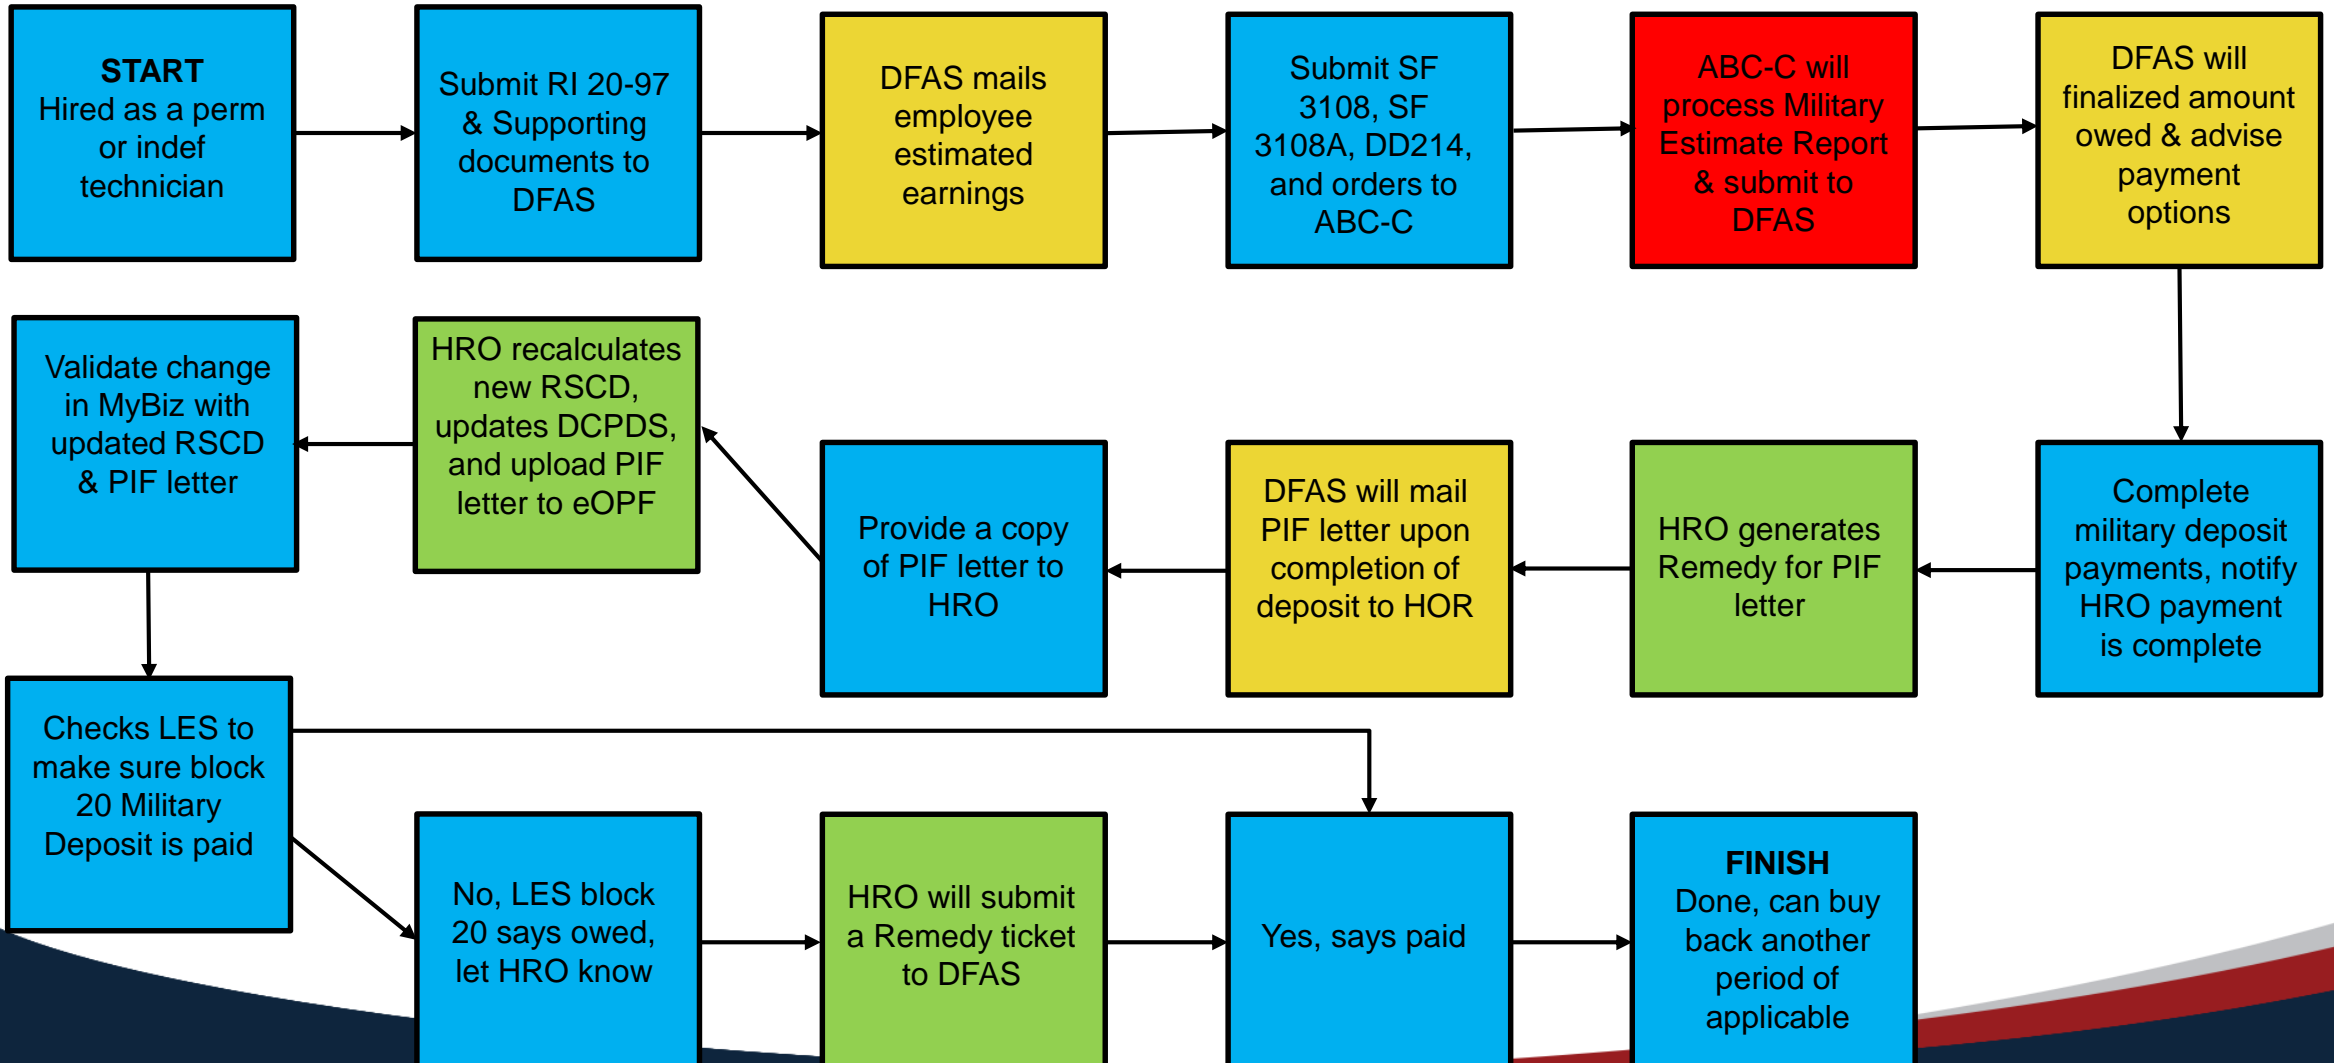 START
Hired as a perm
or indef
technician
Submit RI 20-97
& Supporting
documents to
DFAS
DFAS mails
employee
estimated
earnings
Submit SF
3108, SF
3108A, DD214,
and orders to
ABC-C
ABC-C will
process Military
Estimate Report
& submit to
DFAS
DFAS will
finalized amount
owed & advise
payment
options
Complete
military deposit
payments, notify
HRO payment
is complete
HRO generates
Remedy for PIF
letter
DFAS will mail
PIF letter upon
completion of
deposit to HOR
Provide a copy
of PIF letter to
HRO
HRO recalculates
new RSCD,
updates DCPDS,
and upload PIF
letter to eOPF
Validate change
in MyBiz with
updated RSCD
& PIF letter
Checks LES to
make sure block
20 Military
Deposit is paid
No, LES block
20 says owed,
let HRO know
HRO will submit
a Remedy ticket
to DFAS
Yes, says paid
FINISH
Done, can buy
back another
period of
applicable